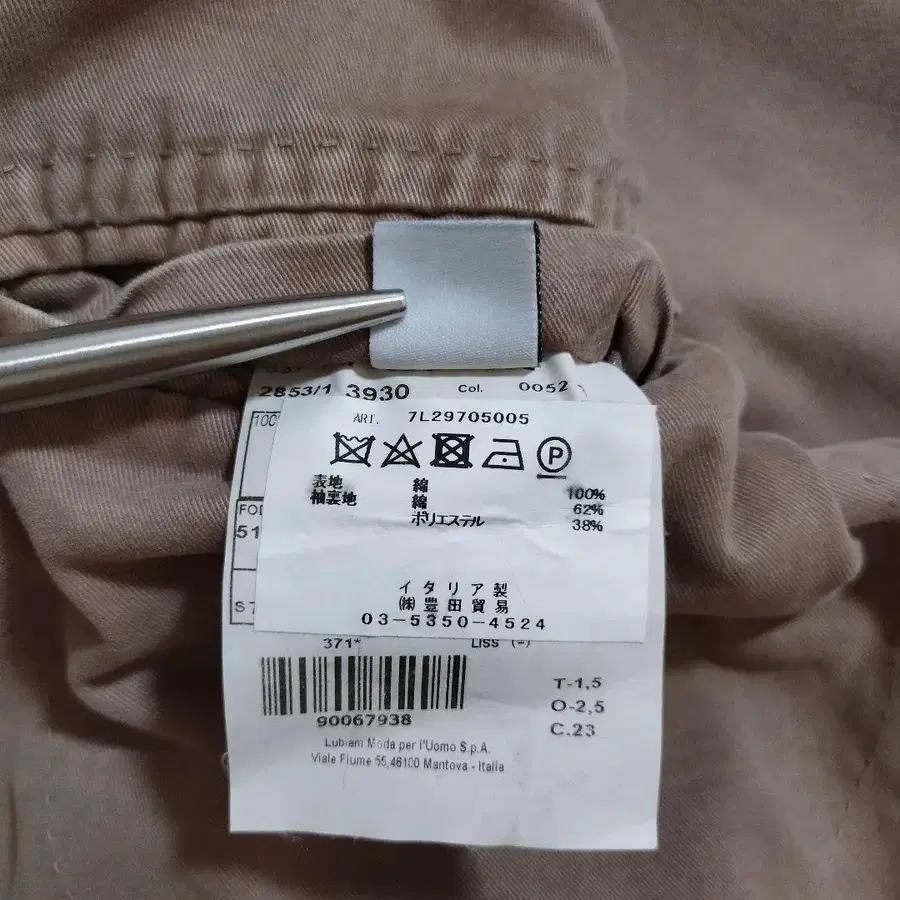 2853/1 3930 Col. 0052
ART. 7L29705005
P
表地 綿 100%
袖裏地 綿 62%
ポリエステル 38%
イタリア製
㈱豊田貿易
03-5350-4524
51
371* LISS (-)
T-1,5
O-2,5
C.23
90067938
Lubiam Moda per l'Uomo S.p.A.
Viale Fiume 55,46100 Mantova - Italia